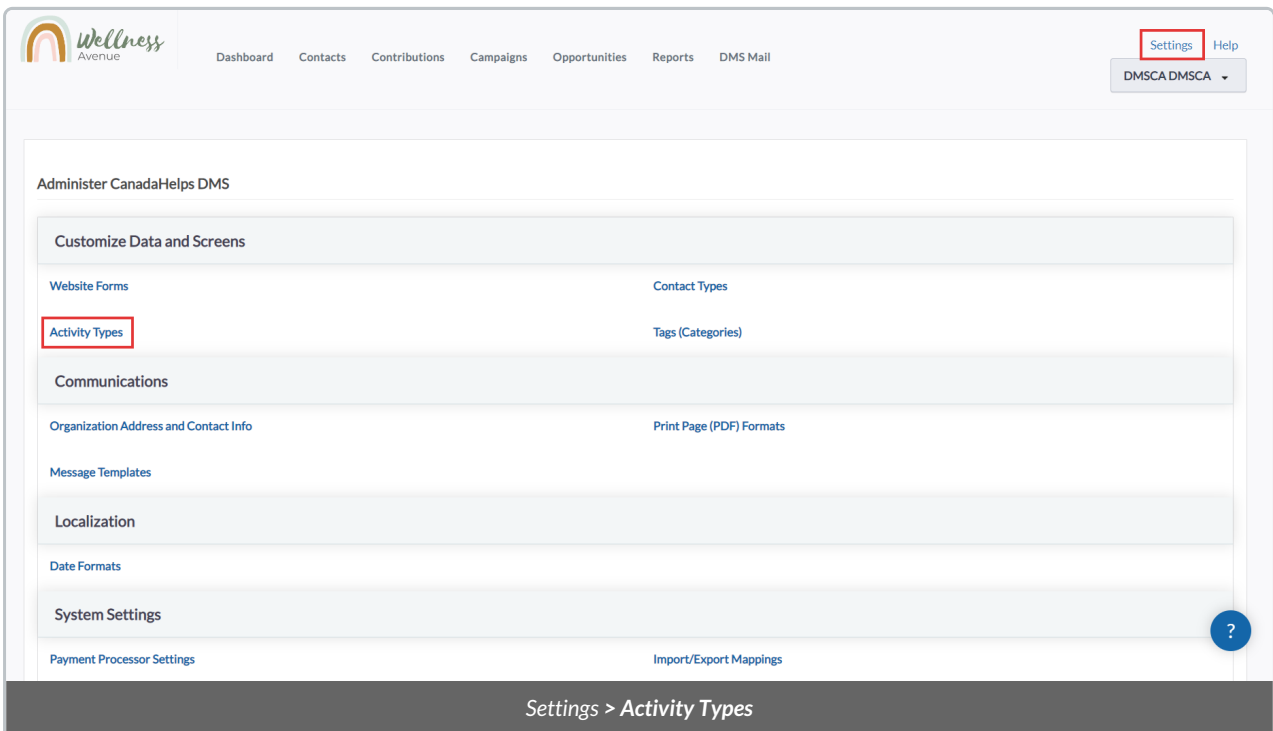 Wellness
Avenue
Dashboard Contacts Contributions Campaigns Opportunities Reports DMS Mail
Settings Help
DMSCA DMSCA
Administer CanadaHelps DMS
Customize Data and Screens
Website Forms Contact Types
Activity Types Tags (Categories)
Communications
Organization Address and Contact Info Print Page (PDF) Formats
Message Templates
Localization
Date Formats
System Settings
?
Payment Processor Settings Import/Export Mappings
Settings > Activity Types